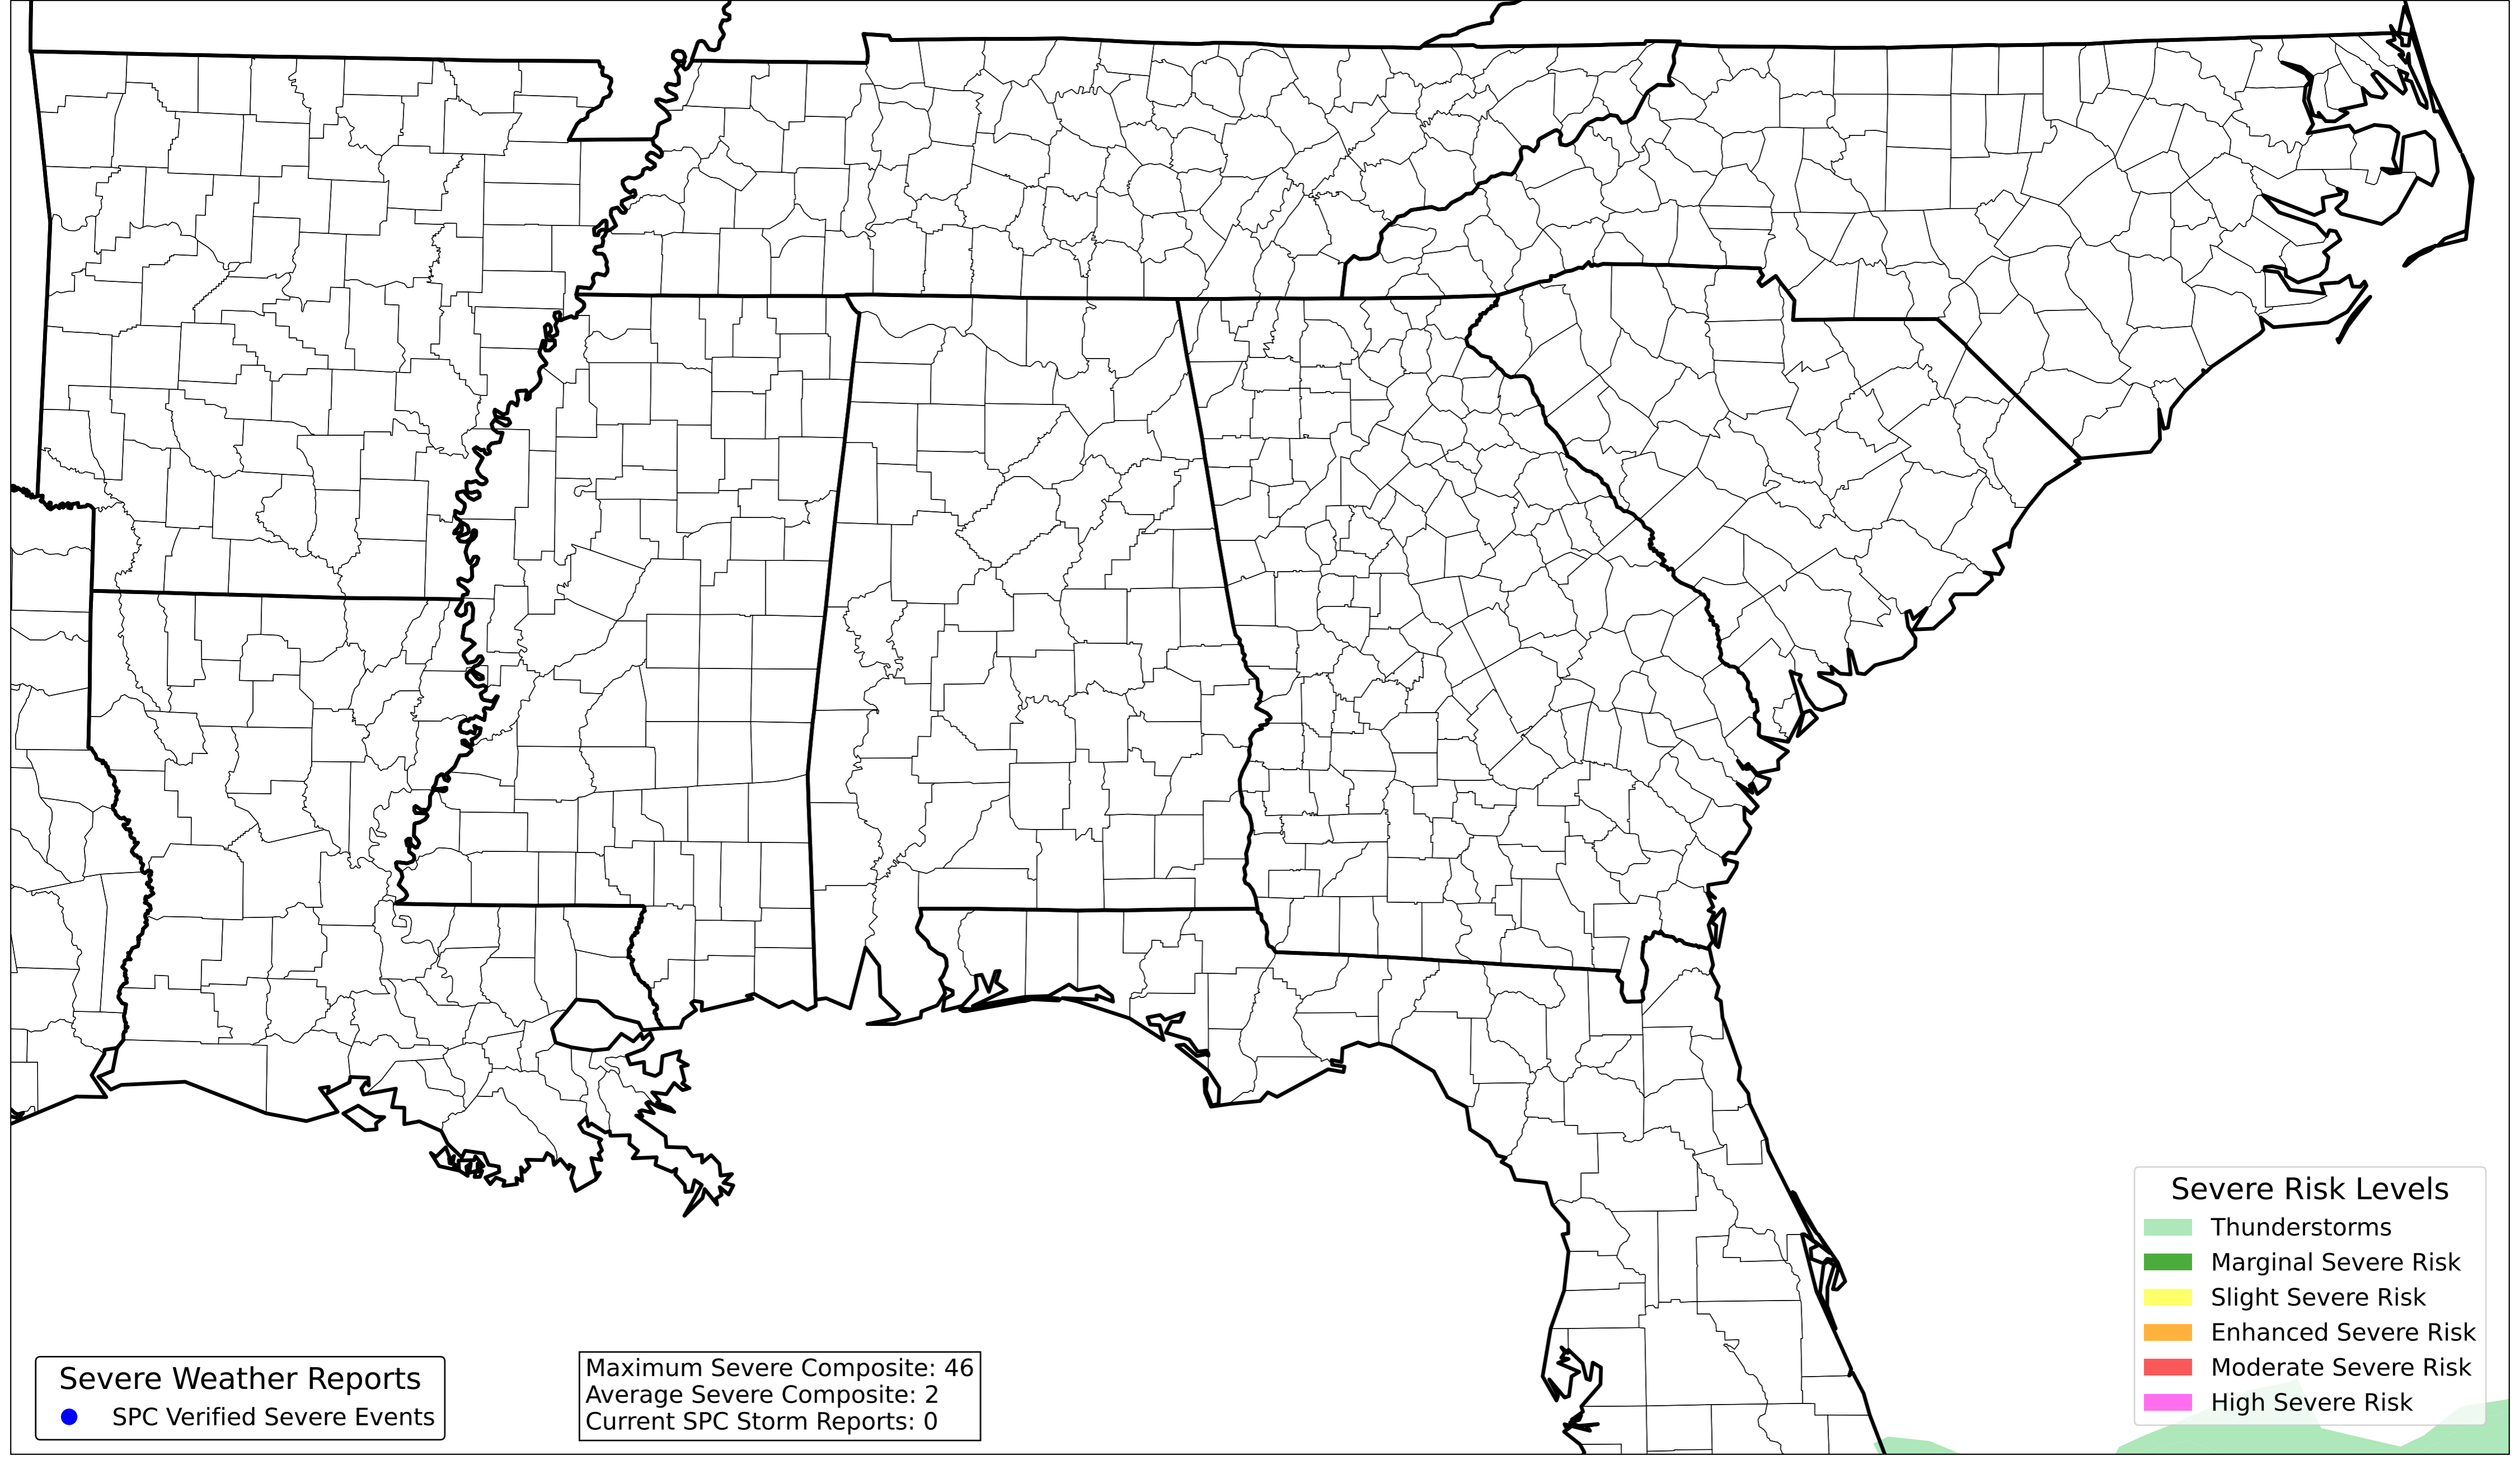 Severe Risk Levels
Thunderstorms
Marginal Severe Risk
Slight Severe Risk
Enhanced Severe Risk
Moderate Severe Risk
High Severe Risk
Severe Weather Reports
SPC Verified Severe Events
Maximum Severe Composite: 46
Average Severe Composite: 2
Current SPC Storm Reports: 0